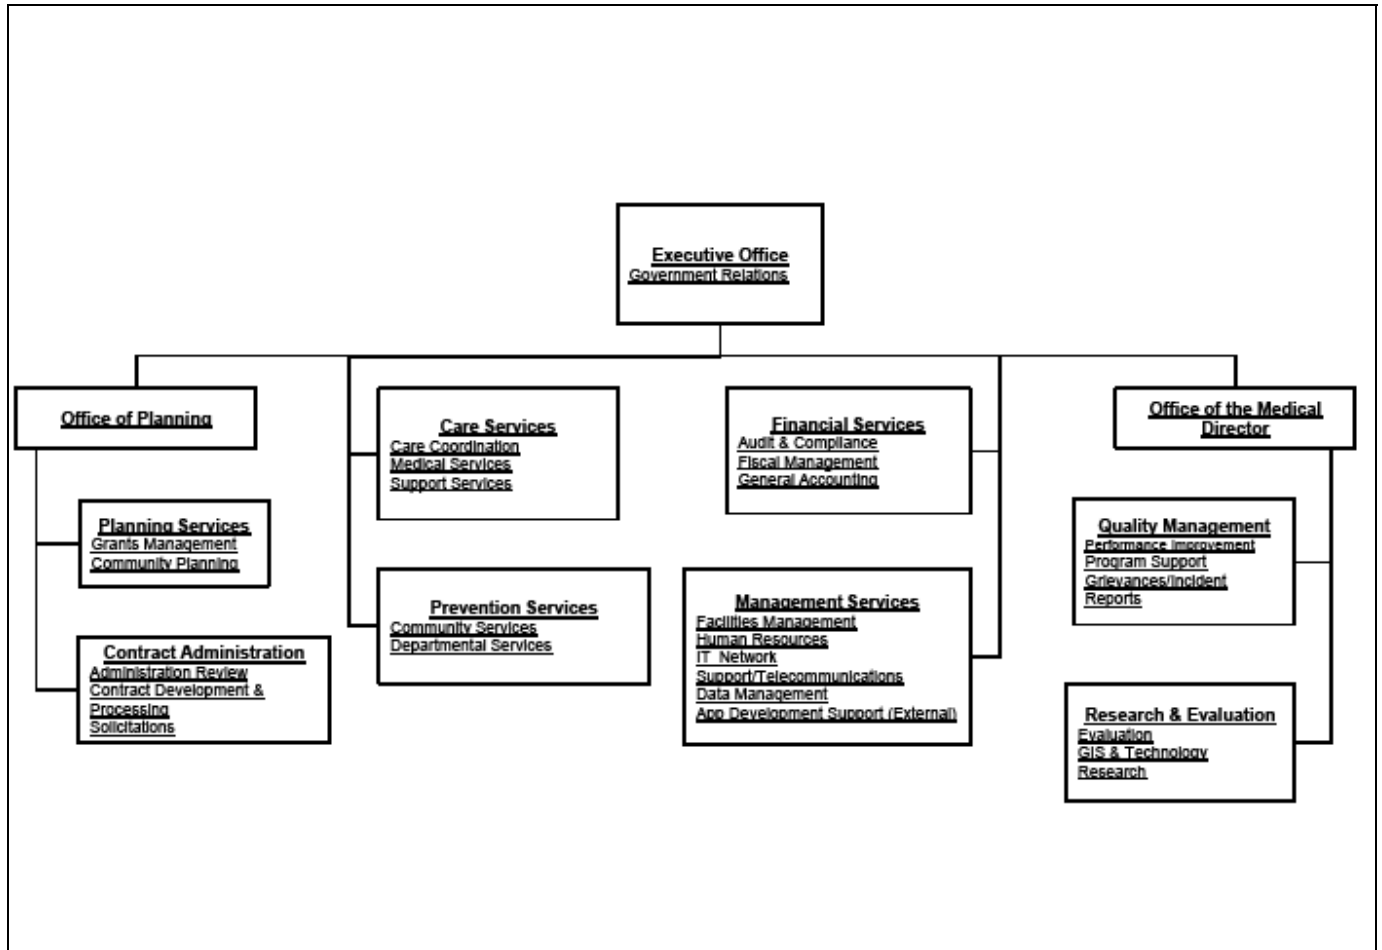 Executive Office
Government Relations
Office of Planning
Care Services
Care Coordination
Medical Services
Support Services
Financial Services
Audit & Compliance
Fiscal Management
General Accounting
Office of the Medical
Director
Planning Services
Grants Management
Community Planning
Quality Management
Performance Improvement
Program Support
Grievances/Incident
Reports
Prevention Services
Community Services
Departmental Services
Management Services
Facilities Management
Human Resources
IT Network
Support/Telecommunications
Data Management
App Development Support (External)
Contract Administration
Administration Review
Contract Development &
Processing
Solicitations
Research & Evaluation
Evaluation
GIS & Technology
Research